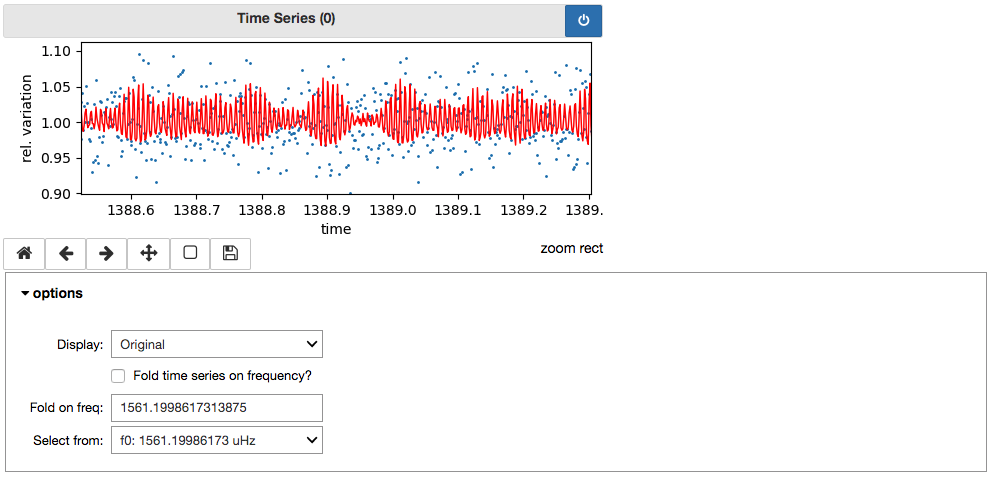 Time Series (0)
1.10
1.05
1.00
0.95
0.90
rel. variation
1388.6 1388.7 1388.8 1388.9 1389.0 1389.1 1389.2 1389.
time
zoom rect
options
Display: Original
Fold time series on frequency?
Fold on freq: 1561.1998617313875
Select from: f0: 1561.19986173 uHz